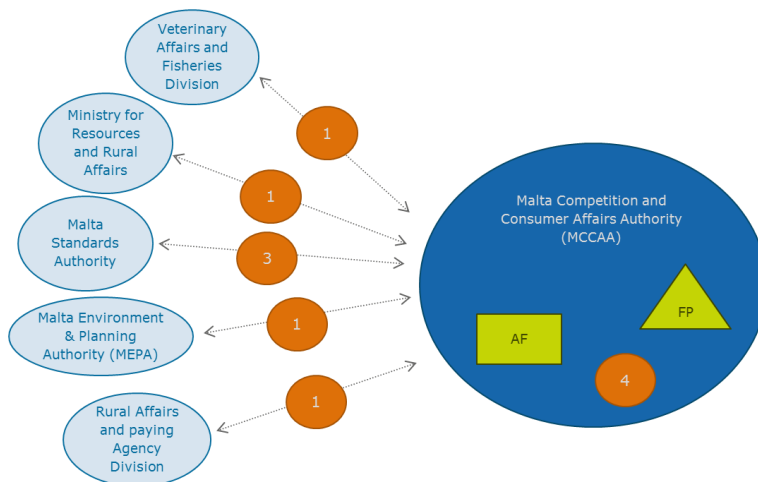 Veterinary
Affairs and
Fisheries
Division
1
Ministry for
Resources
and Rural
Affairs
1
Malta
Standards
Authority
3
Malta Environment
& Planning
Authority (MEPA)
1
Rural Affairs
and paying
Agency
Division
1
Malta Competition and
Consumer Affairs Authority
(MCCAA)
AF
FP
4